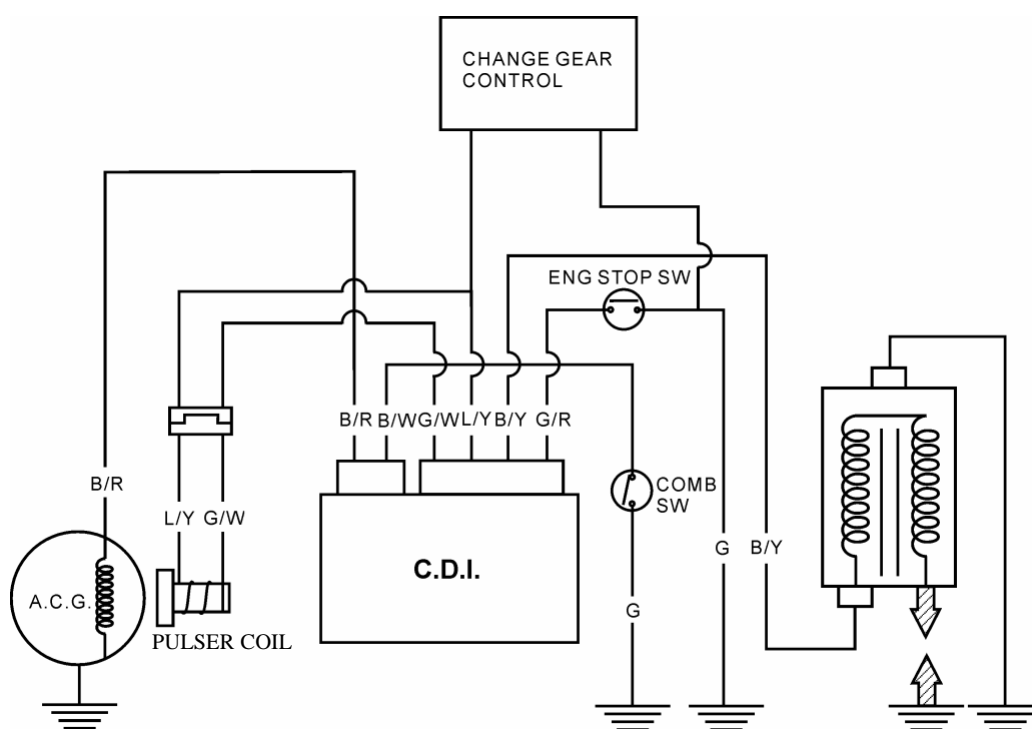 CHANGE GEAR
CONTROL
ENG STOP SW
B/R B/W G/W L/Y B/Y G/R
B/R
L/Y G/W
COMB
SW
G B/Y
C.D.I.
A.C.G.
G
PULSER COIL